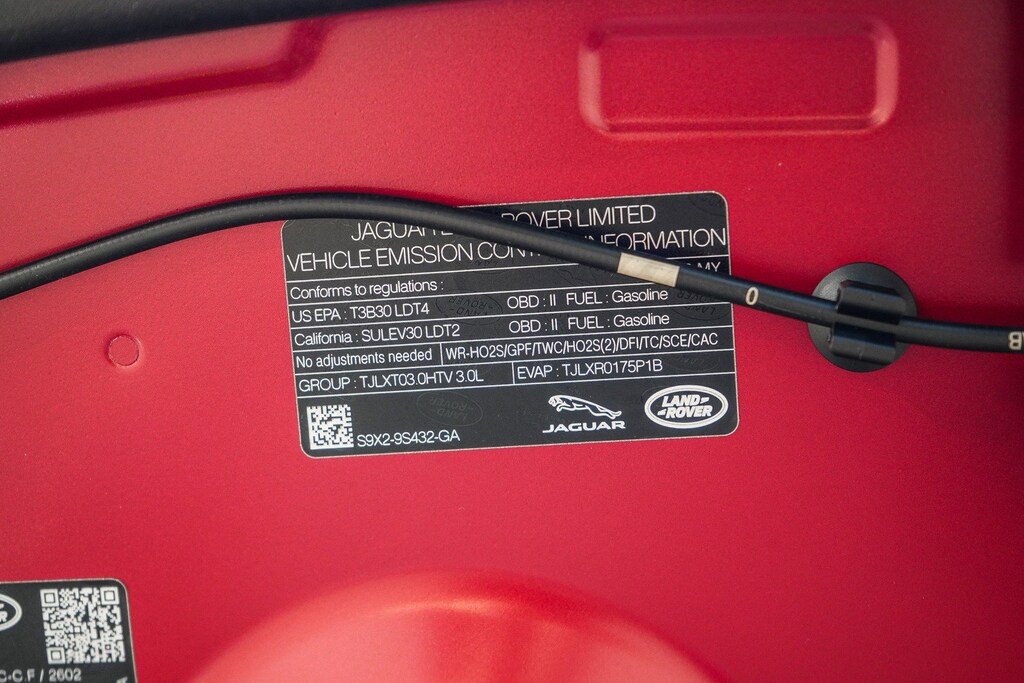 JAGUAR ROVER LIMITED
VEHICLE EMISSION INFORMATION
MY
Conforms to regulations :
US EPA : T3B30 LDT4 OBD : II FUEL : Gasoline
California : SULEV30 LDT2 OBD : II FUEL : Gasoline
No adjustments needed WR-HO2S/GPF/TWC/HO2S(2)/DFI/TC/SCE/CAC
GROUP : TJLXT03.0HTV 3.0L EVAP : TJLXR0175P1B
S9X2-9S432-GA
JAGUAR
LAND-
-ROVER
0
B
C-C.F / 2602